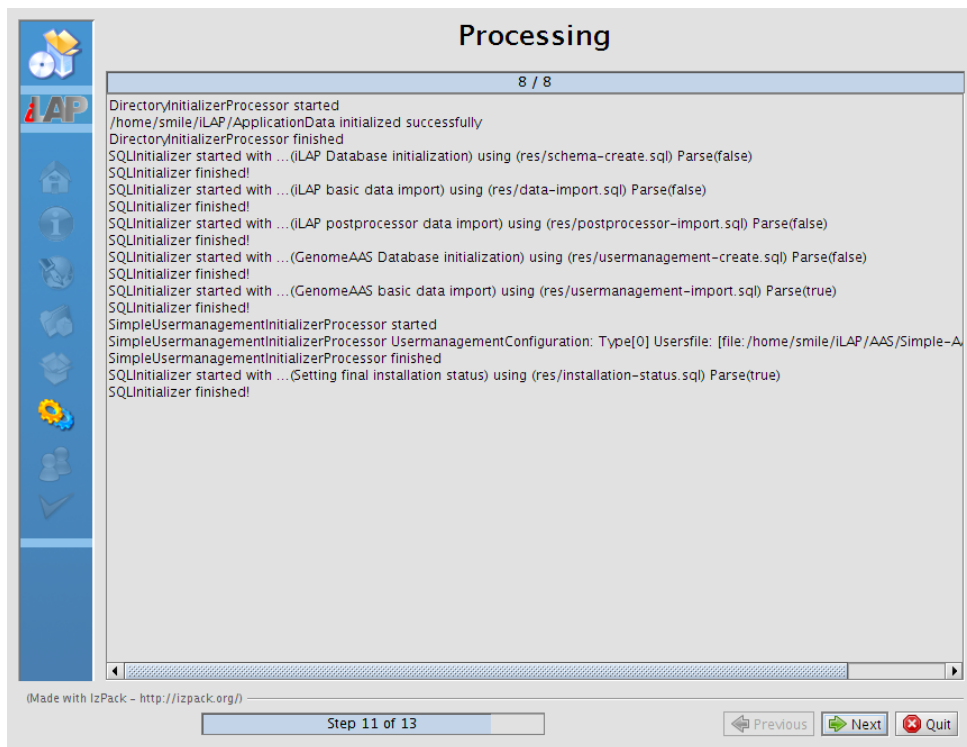 Processing
8 / 8
iLAP
DirectoryInitializerProcessor started
/home/smile/iLAP/ApplicationData initialized successfully
DirectoryInitializerProcessor finished
SQLInitializer started with ...(iLAP Database initialization) using (res/schema-create.sql) Parse(false)
SQLInitializer finished!
SQLInitializer started with ...(iLAP basic data import) using (res/data-import.sql) Parse(false)
SQLInitializer finished!
SQLInitializer started with ...(iLAP postprocessor data import) using (res/postprocessor-import.sql) Parse(false)
SQLInitializer finished!
SQLInitializer started with ...(GenomeAAS Database initialization) using (res/usermanagement-create.sql) Parse(false)
SQLInitializer finished!
SQLInitializer started with ...(GenomeAAS basic data import) using (res/usermanagement-import.sql) Parse(true)
SQLInitializer finished!
SimpleUsermanagementInitializerProcessor started
SimpleUsermanagementInitializerProcessor UsermanagementConfiguration: Type[0] Usersfile: [file:/home/smile/iLAP/AAS/Simple-A
SimpleUsermanagementInitializerProcessor finished
SQLInitializer started with ...(Setting final installation status) using (res/installation-status.sql) Parse(true)
SQLInitializer finished!
(Made with IzPack - http://izpack.org/)
Step 11 of 13
Previous
Next
Quit